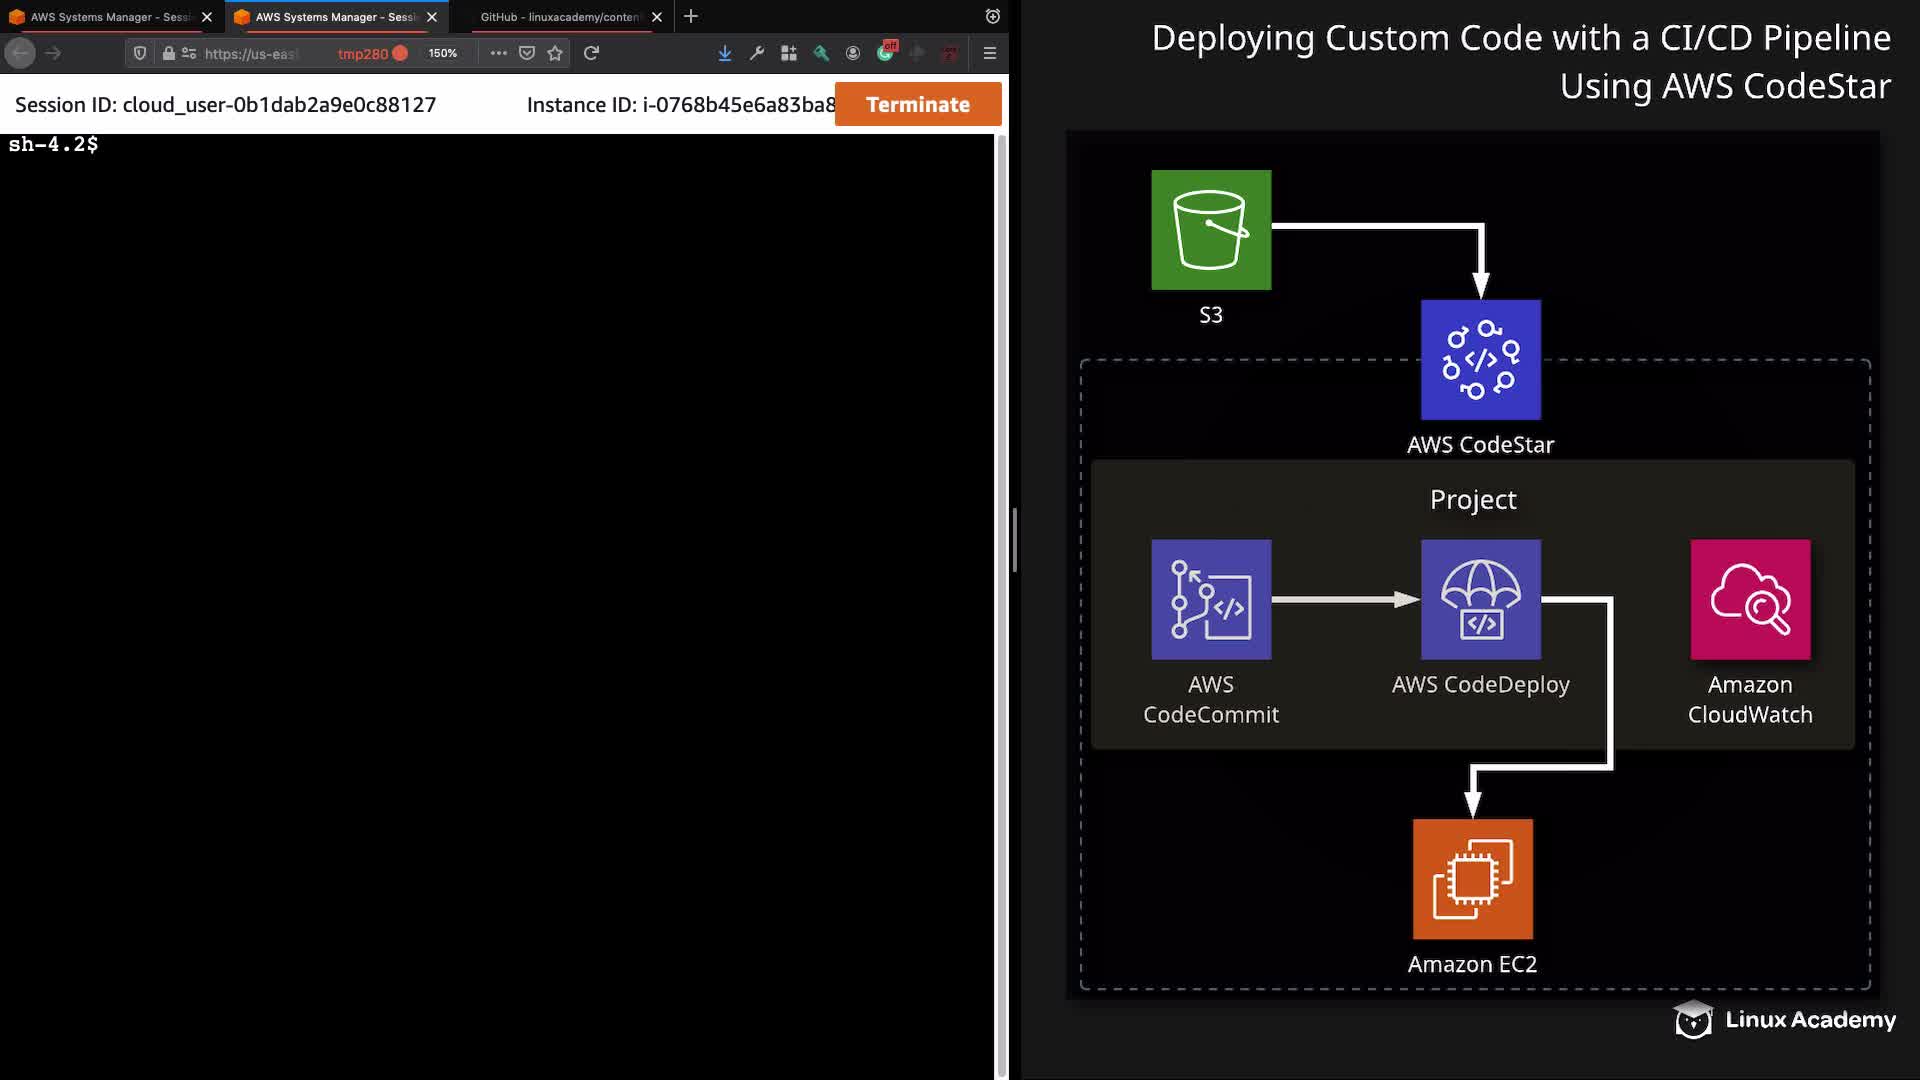 AWS Systems Manager - Sessi
AWS Systems Manager - Sessi
GitHub - linuxacademy/conten
https://us-eas
tmp280
150%
off
Session ID: cloud_user-0b1dab2a9e0c88127
Instance ID: i-0768b45e6a83ba8
Terminate
sh-4.2$
Deploying Custom Code with a CI/CD Pipeline
Using AWS CodeStar
S3
AWS CodeStar
Project
AWS
CodeCommit
AWS CodeDeploy
Amazon
CloudWatch
Amazon EC2
Linux Academy